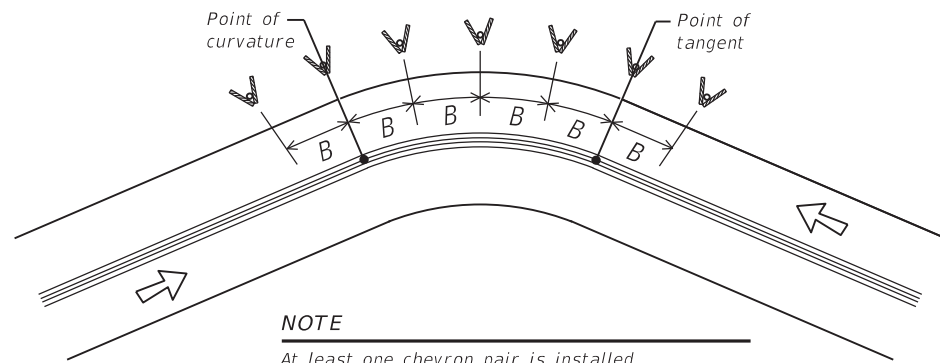 Point of
curvature
Point of
tangent
B
B
B
B
B
B
NOTE
At least one chevron pair is installed